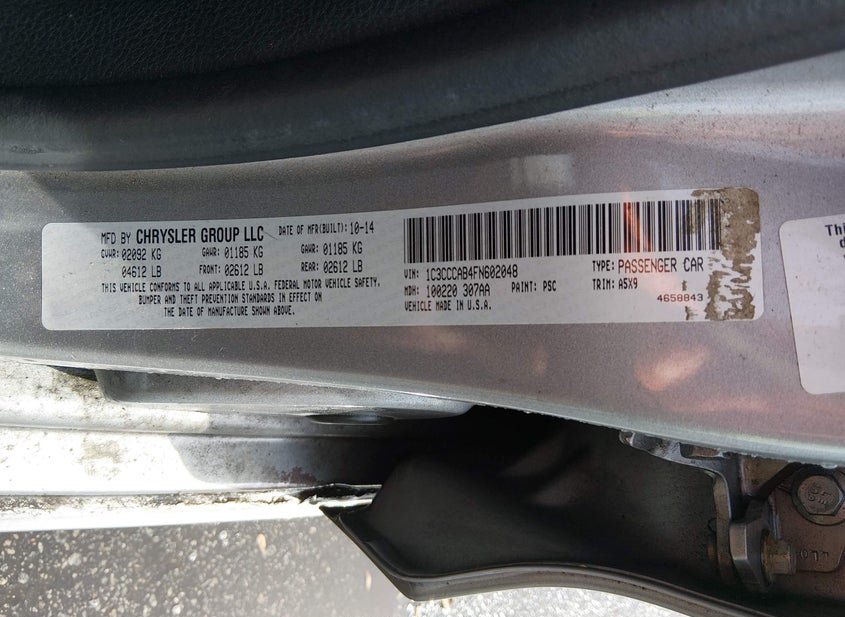 MFD BY CHRYSLER GROUP LLC DATE OF MFR(BUILT): 10-14
GVWR: 02092 KG GAWR: 01185 KG GAWR: 01185 KG
04612 LB FRONT: 02612 LB REAR: 02612 LB
THIS VEHICLE CONFORMS TO ALL APPLICABLE U.S.A. FEDERAL MOTOR VEHICLE SAFETY,
BUMPER AND THEFT PREVENTION STANDARDS IN EFFECT ON
THE DATE OF MANUFACTURE SHOWN ABOVE.
VIN: 1C3CCCAB4FN602048 TYPE: PASSENGER CAR
MDH: 100220 307AA PAINT: PSC TRIM: A5X9
VEHICLE MADE IN U.S.A. 4658843
Thi
d